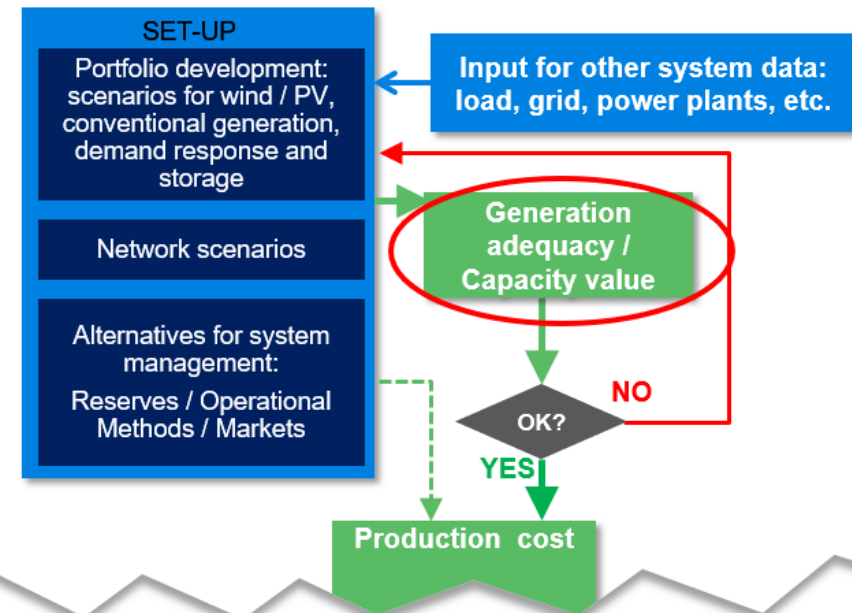 SET-UP
Portfolio development:
scenarios for wind / PV,
conventional generation,
demand response and
storage
Network scenarios
Alternatives for system
management:
Reserves / Operational
Methods / Markets
Input for other system data:
load, grid, power plants, etc.
Generation
adequacy /
Capacity value
OK?
NO
YES
Production cost